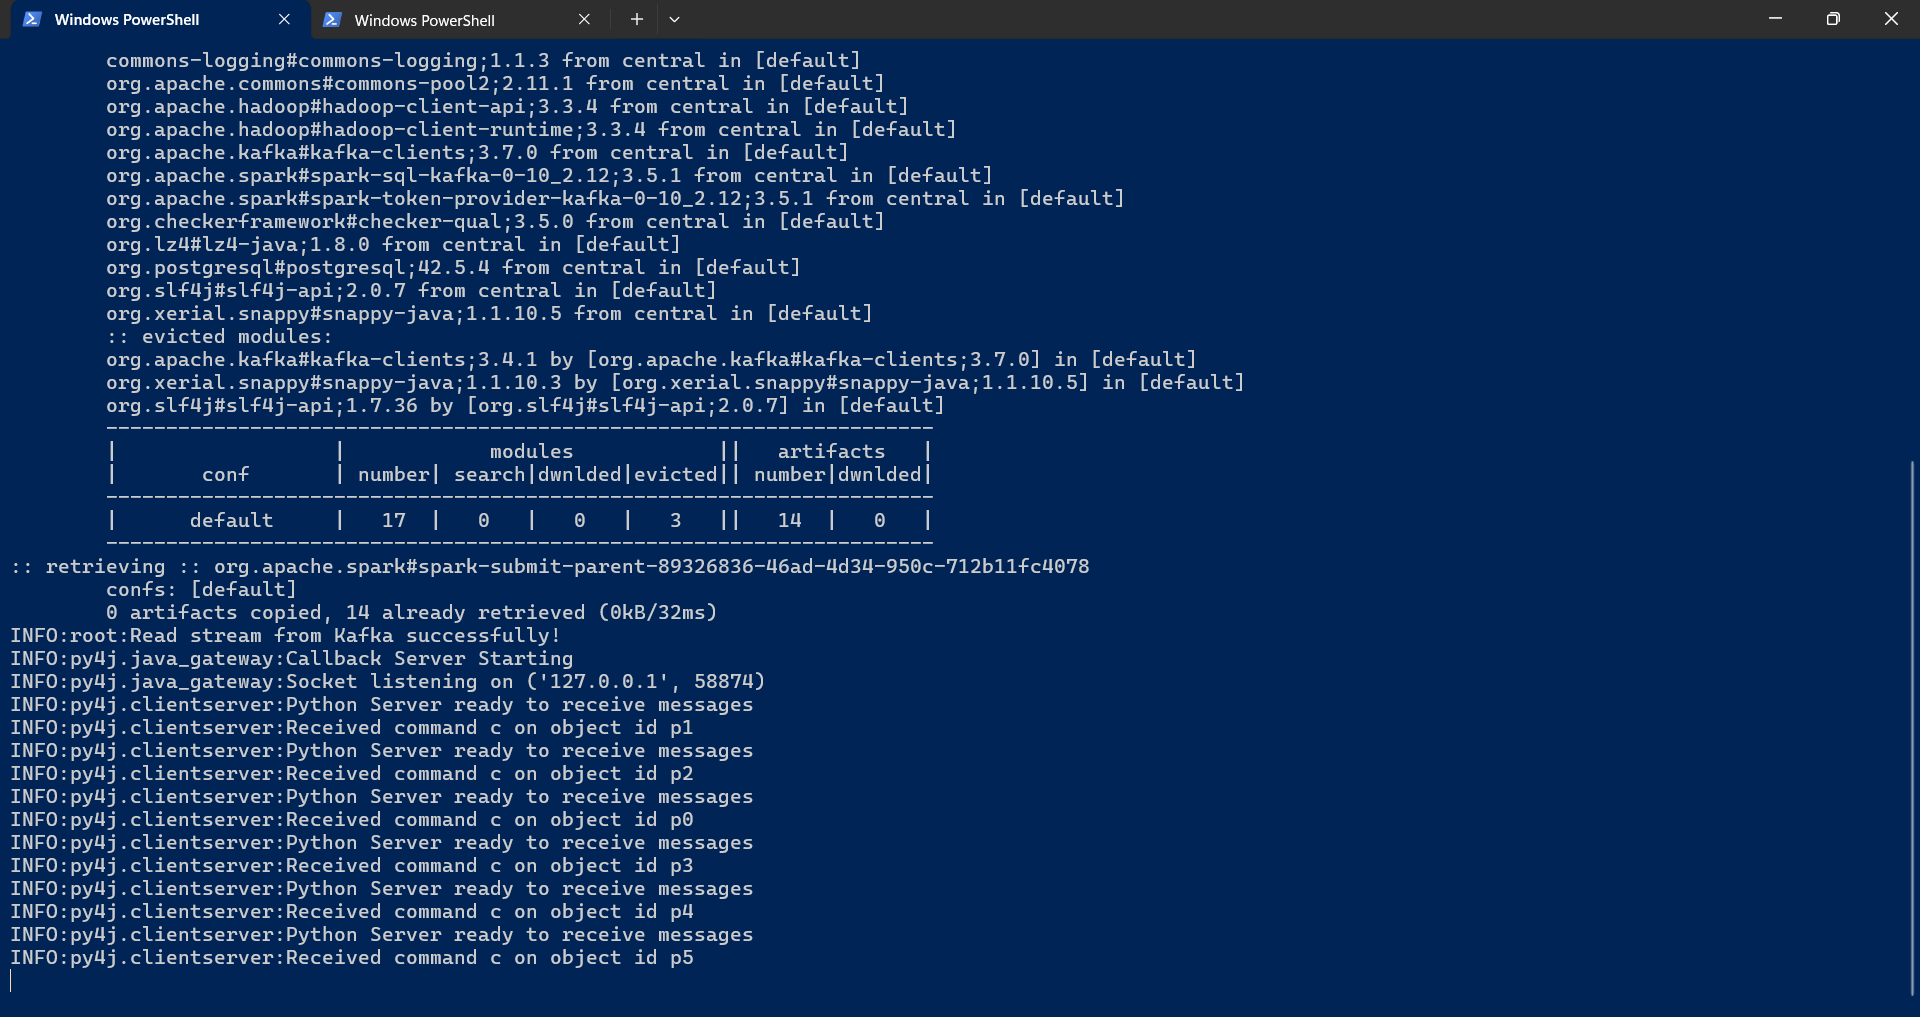 Windows PowerShell
Windows PowerShell
commons-logging#commons-logging;1.1.3 from central in [default]
org.apache.commons#commons-pool2;2.11.1 from central in [default]
org.apache.hadoop#hadoop-client-api;3.3.4 from central in [default]
org.apache.hadoop#hadoop-client-runtime;3.3.4 from central in [default]
org.apache.kafka#kafka-clients;3.7.0 from central in [default]
org.apache.spark#spark-sql-kafka-0-10_2.12;3.5.1 from central in [default]
org.apache.spark#spark-token-provider-kafka-0-10_2.12;3.5.1 from central in [default]
org.checkerframework#checker-qual;3.5.0 from central in [default]
org.lz4#lz4-java;1.8.0 from central in [default]
org.postgresql#postgresql;42.5.4 from central in [default]
org.slf4j#slf4j-api;2.0.7 from central in [default]
org.xerial.snappy#snappy-java;1.1.10.5 from central in [default]
:: evicted modules:
org.apache.kafka#kafka-clients;3.4.1 by [org.apache.kafka#kafka-clients;3.7.0] in [default]
org.xerial.snappy#snappy-java;1.1.10.3 by [org.xerial.snappy#snappy-java;1.1.10.5] in [default]
org.slf4j#slf4j-api;1.7.36 by [org.slf4j#slf4j-api;2.0.7] in [default]
---------------------------------------------------------------------
|                  |            modules            ||   artifacts   |
|       conf       | number| search|dwnlded|evicted|| number|dwnlded|
---------------------------------------------------------------------
|      default     |   17  |   0   |   0   |   3   ||   14  |   0   |
---------------------------------------------------------------------
:: retrieving :: org.apache.spark#spark-submit-parent-89326836-46ad-4d34-950c-712b11fc4078
confs: [default]
0 artifacts copied, 14 already retrieved (0kB/32ms)
INFO:root:Read stream from Kafka successfully!
INFO:py4j.java_gateway:Callback Server Starting
INFO:py4j.java_gateway:Socket listening on ('127.0.0.1', 58874)
INFO:py4j.clientserver:Python Server ready to receive messages
INFO:py4j.clientserver:Received command c on object id p1
INFO:py4j.clientserver:Python Server ready to receive messages
INFO:py4j.clientserver:Received command c on object id p2
INFO:py4j.clientserver:Python Server ready to receive messages
INFO:py4j.clientserver:Received command c on object id p0
INFO:py4j.clientserver:Python Server ready to receive messages
INFO:py4j.clientserver:Received command c on object id p3
INFO:py4j.clientserver:Python Server ready to receive messages
INFO:py4j.clientserver:Received command c on object id p4
INFO:py4j.clientserver:Python Server ready to receive messages
INFO:py4j.clientserver:Received command c on object id p5